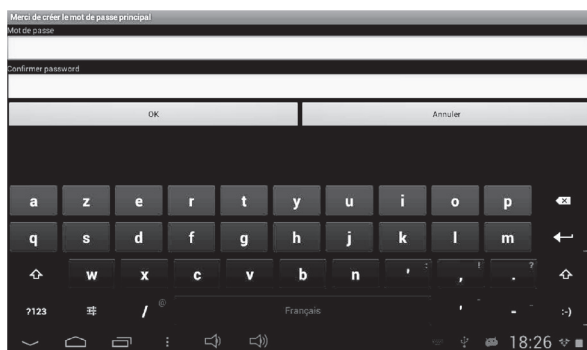 Merci de créer le mot de passe principal
Mot de passe
Confirmer password
OK Annuler
a z e r t y u i o p
q s d f g h j k l m
w x c v b n ' : , ! . ?
?123 / @ Français ' - :-)
18:26